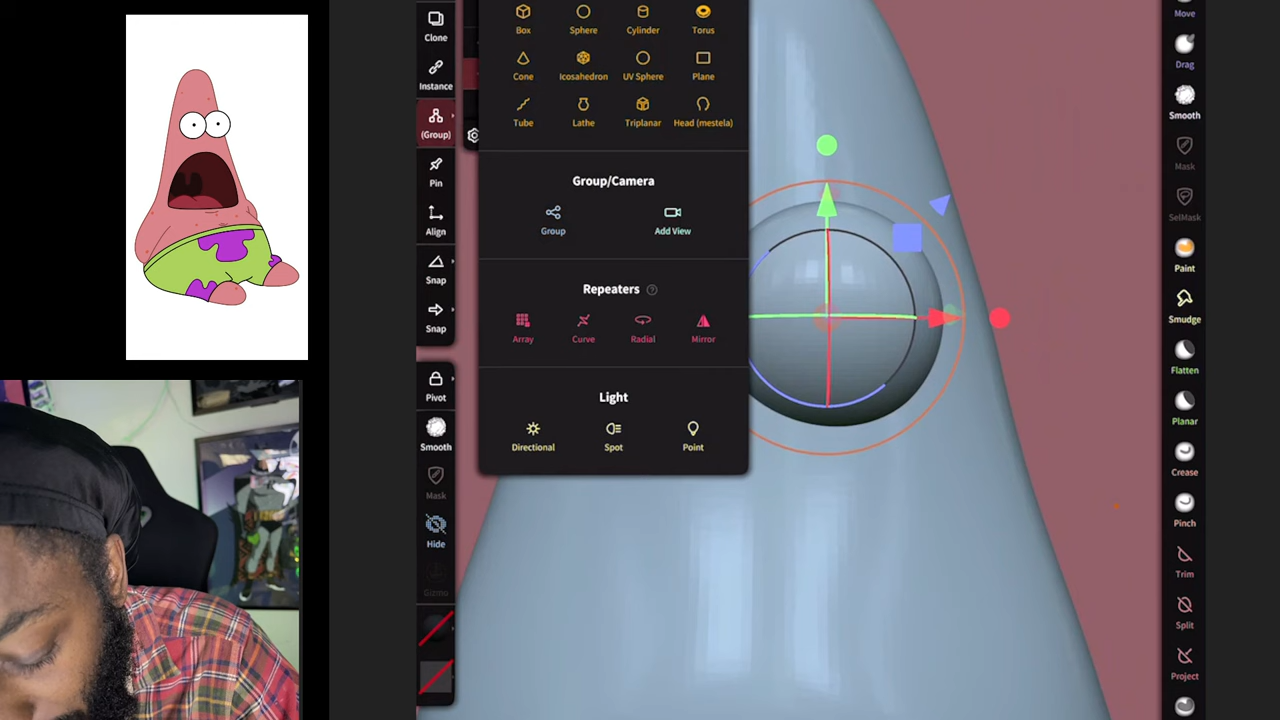 Clone
Instance
(Group)
Pin
Align
Snap
Snap
Pivot
Smooth
Mask
Hide
Gizmo
Box Sphere Cylinder Torus
Cone Icosahedron UV Sphere Plane
Tube Lathe Triplanar Head (mestela)
Group/Camera
Group Add View
Repeaters ?
Array Curve Radial Mirror
Light
Directional Spot Point
Move
Drag
Smooth
Mask
SelMask
Paint
Smudge
Flatten
Planar
Crease
Pinch
Trim
Split
Project